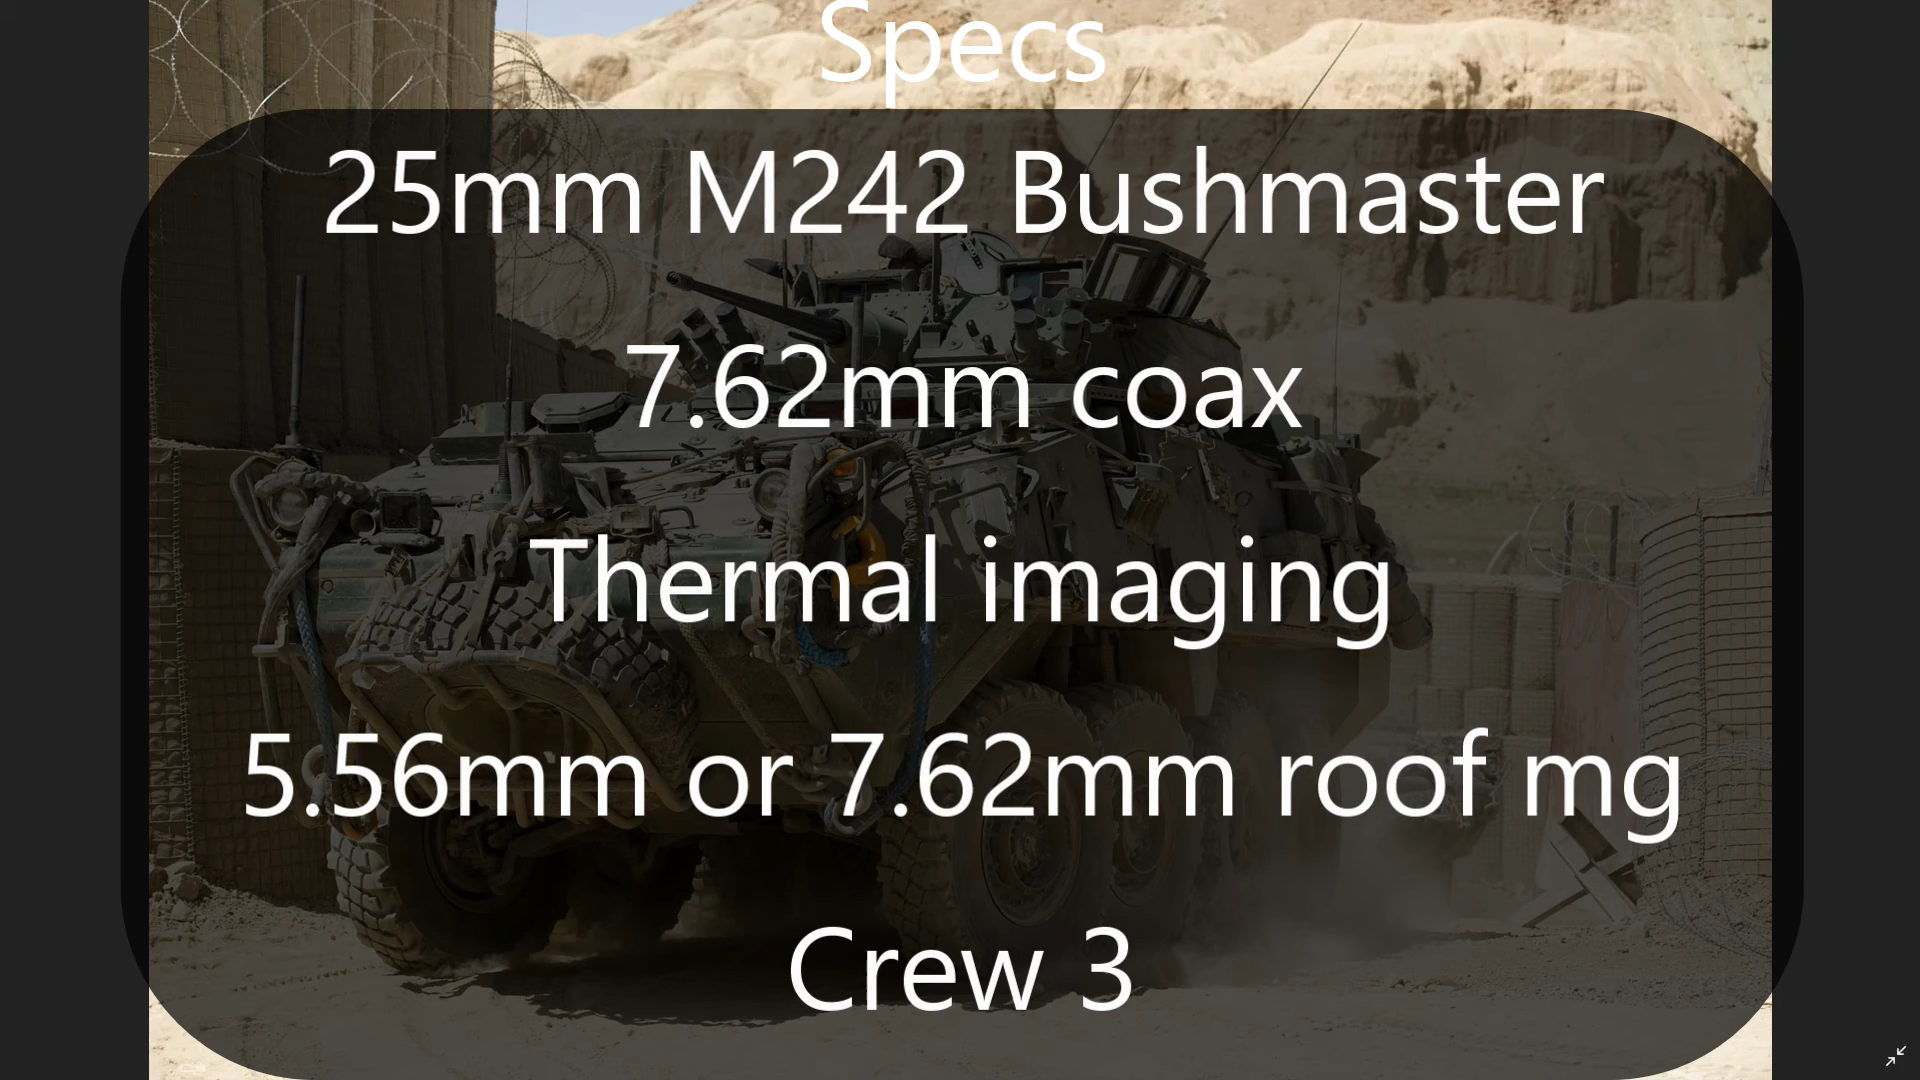 Specs
25mm M242 Bushmaster
7.62mm coax
Thermal imaging
5.56mm or 7.62mm roof mg
Crew 3